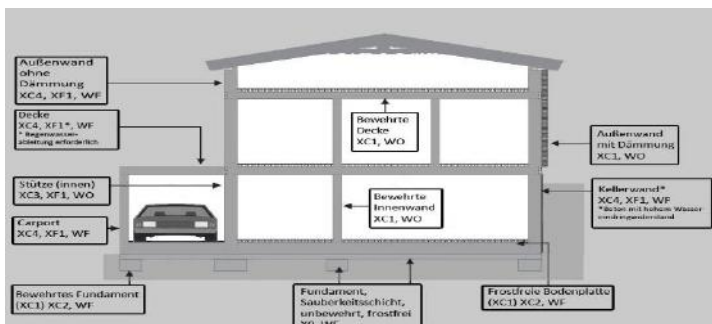 Außenwand
ohne
Dämmung
XC4, XF1, WF
Decke
XC4, XF1*, WF
* Regenwasser-
ableitung erforderlich
Stütze (innen)
XC3, XF1, WO
Carport
XC4, XF1, WF
Bewehrtes Fundament
(XC1) XC2, WF
Bewehrte
Decke
XC1, WO
Bewehrte
Innenwand
XC1, WO
Fundament,
Sauberkeitsschicht,
unbewehrt, frostfrei
X0, WF
Außenwand
mit Dämmung
XC1, WO
Kellerwand*
XC4, XF1, WF
*Beton mit hohem Wasser
eindringwiderstand
Frostfreie Bodenplatte
(XC1) XC2, WF